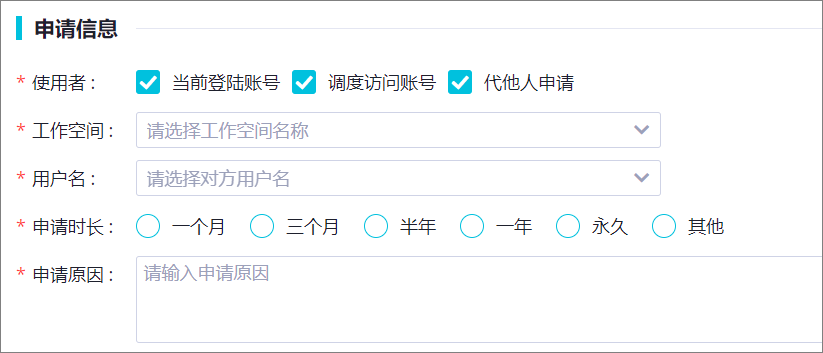 申请信息
* 使用者： 当前登陆账号 调度访问账号 代他人申请
* 工作空间： 请选择工作空间名称
* 用户名： 请选择对方用户名
* 申请时长： 一个月 三个月 半年 一年 永久 其他
* 申请原因： 请输入申请原因